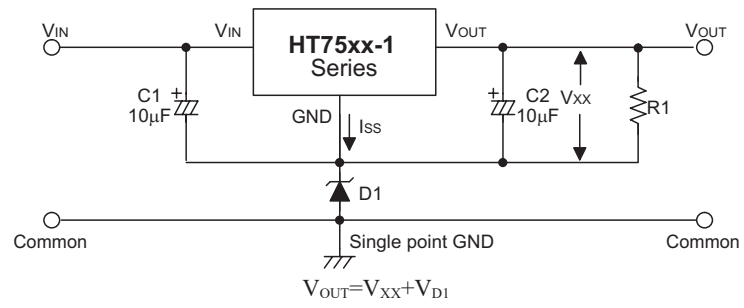 VIN
VIN
HT75xx-1
Series
VOUT
VOUT
C1
10μF
GND
ISS
C2
10μF
VXX
R1
D1
Common
Single point GND
Common
VOUT=VXX+VD1